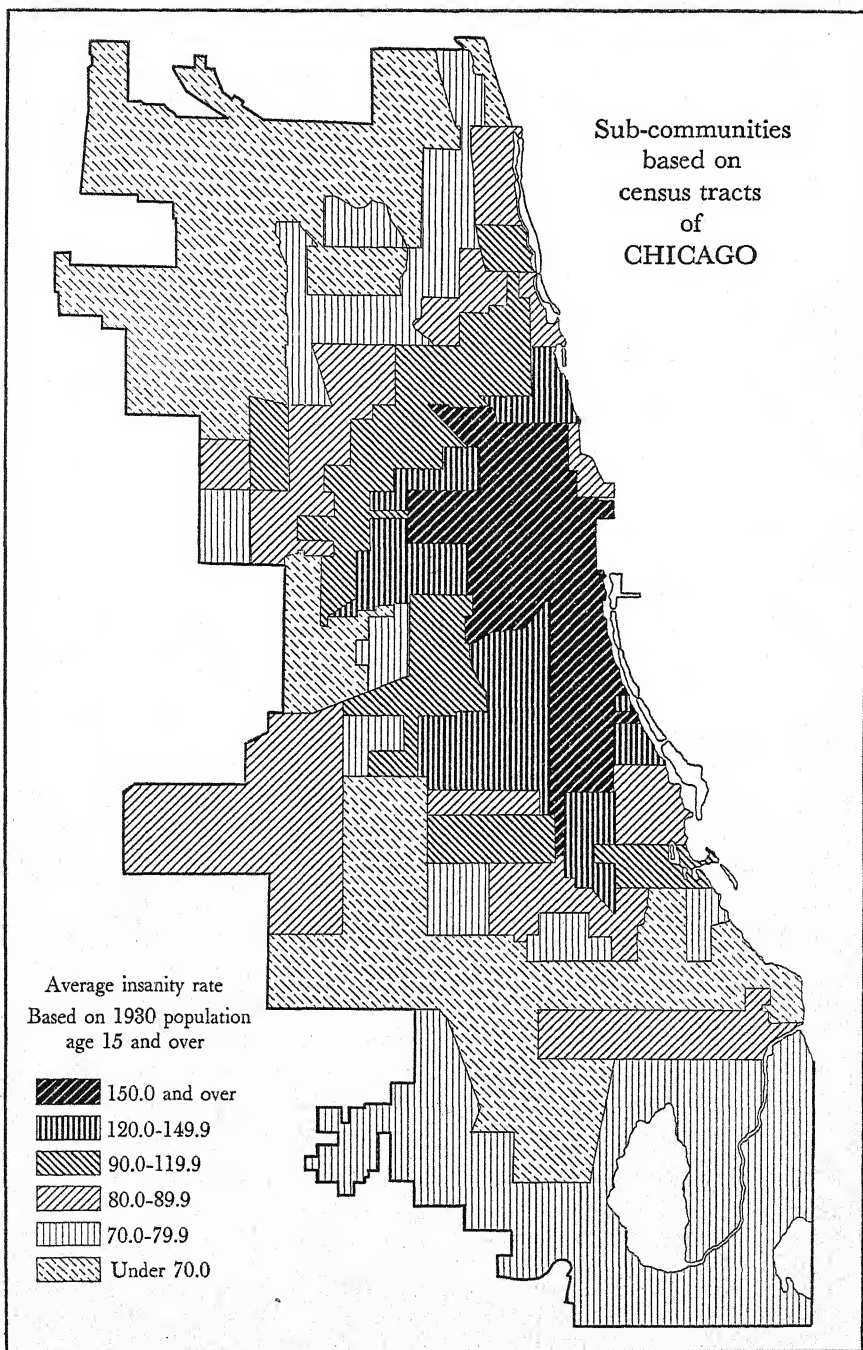 Sub-communities
based on
census tracts
of
CHICAGO
Average insanity rate
Based on 1930 population
age 15 and over
150.0 and over
120.0-149.9
90.0-119.9
80.0-89.9
70.0-79.9
Under 70.0